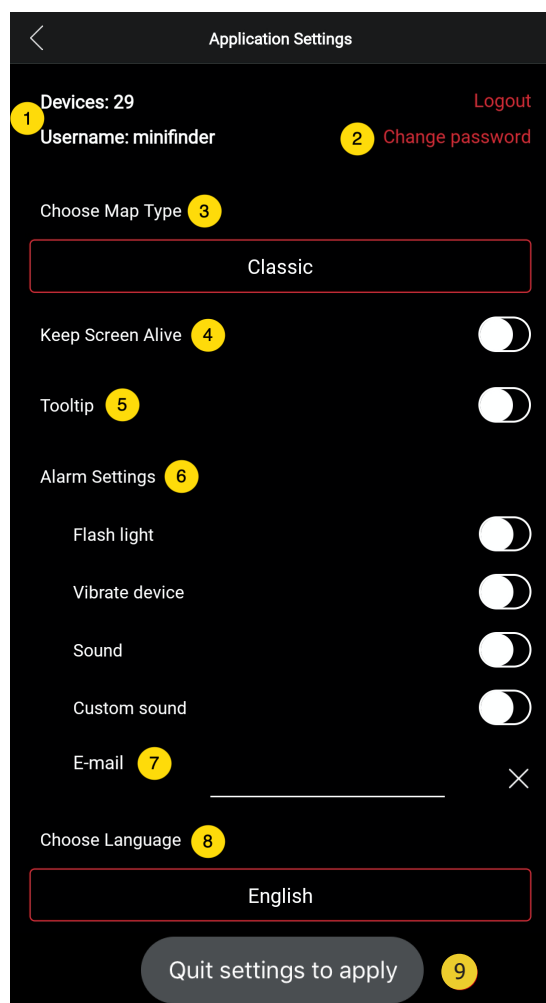 Application Settings
Devices: 29
Logout
1
Username: minifinder
2
Change password
Choose Map Type 3
Classic
Keep Screen Alive 4
Tooltip 5
Alarm Settings 6
Flash light
Vibrate device
Sound
Custom sound
E-mail 7
Choose Language 8
English
Quit settings to apply 9